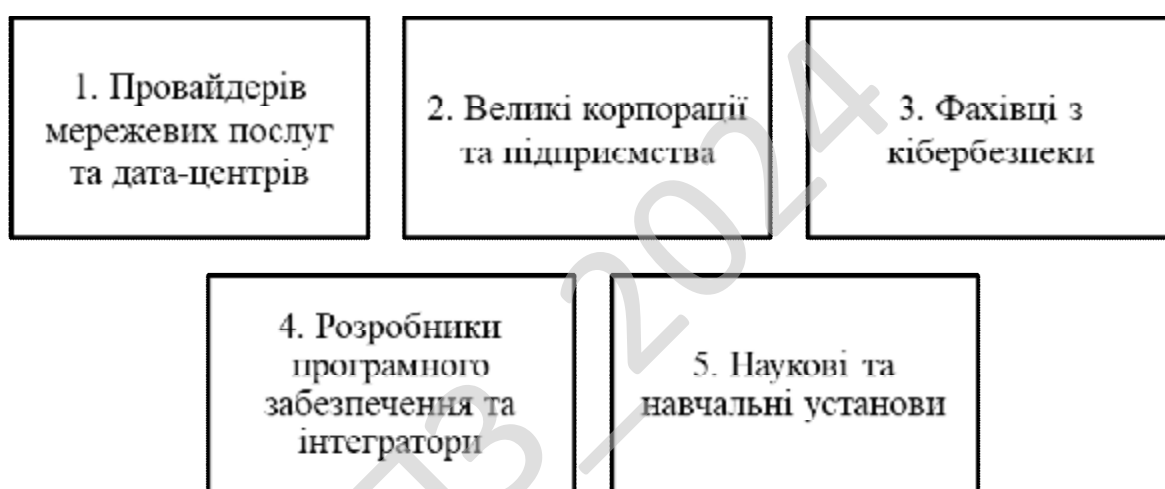 1. Провайдерів
мережевих послуг
та дата-центрів
2. Великі корпорації
та підприємства
3. Фахівці з
кібербезпеки
4. Розробники
програмного
забезпечення та
інтегратори
5. Наукові та
навчальні установи
_2024